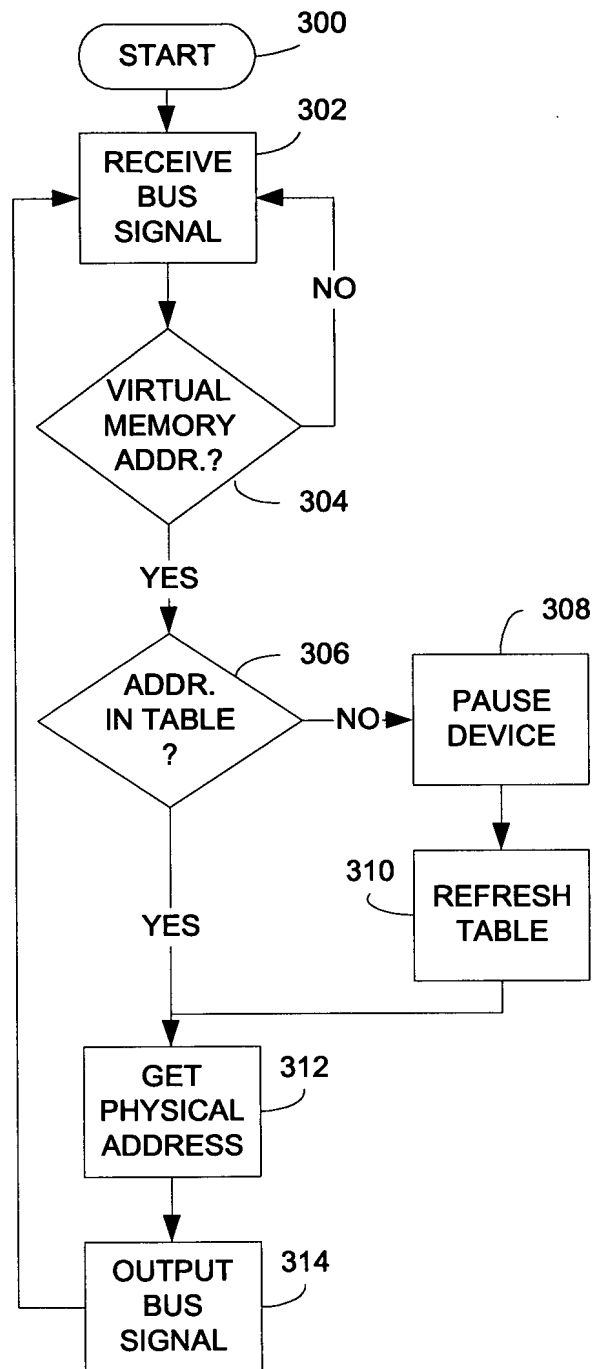 300
START
302
RECEIVE
BUS
SIGNAL
NO
VIRTUAL
MEMORY
ADDR.?
304
YES
308
306
ADDR.
IN TABLE
?
NO
PAUSE
DEVICE
310
REFRESH
TABLE
YES
312
GET
PHYSICAL
ADDRESS
314
OUTPUT
BUS
SIGNAL